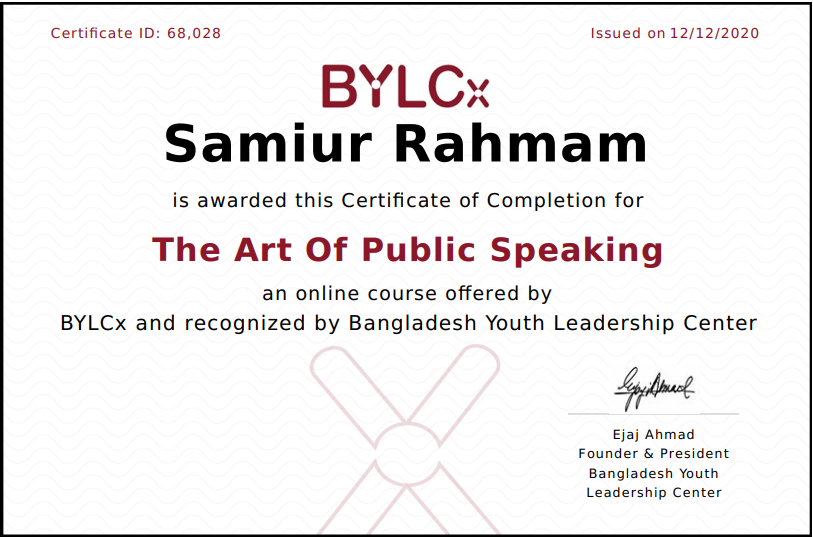 Certificate ID: 68,028
Issued on 12/12/2020
BYLCx
Samiur Rahmam
is awarded this Certificate of Completion for
The Art Of Public Speaking
an online course offered by
BYLCx and recognized by Bangladesh Youth Leadership Center
Ejaj Ahmad
Ejaj Ahmad
Founder & President
Bangladesh Youth
Leadership Center